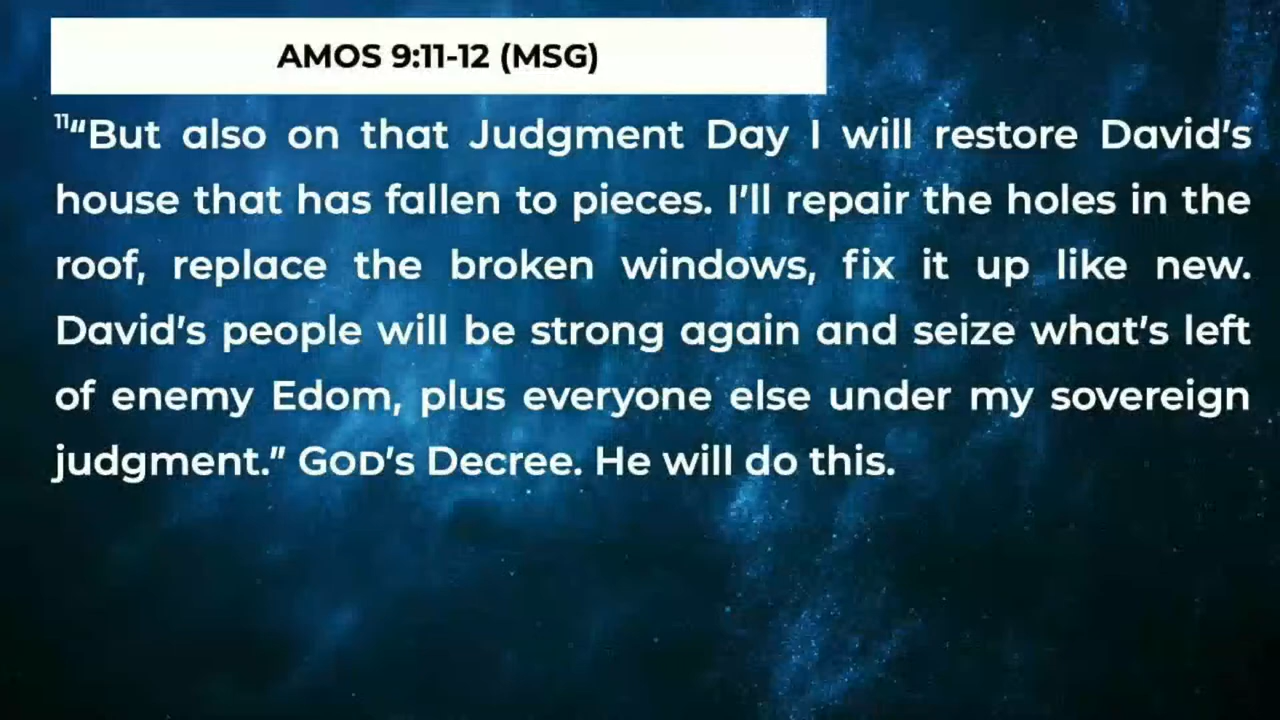 AMOS 9:11-12 (MSG)
¹¹“But also on that Judgment Day I will restore David’s
house that has fallen to pieces. I’ll repair the holes in the
roof, replace the broken windows, fix it up like new.
David’s people will be strong again and seize what’s left
of enemy Edom, plus everyone else under my sovereign
judgment.” GOD’s Decree. He will do this.